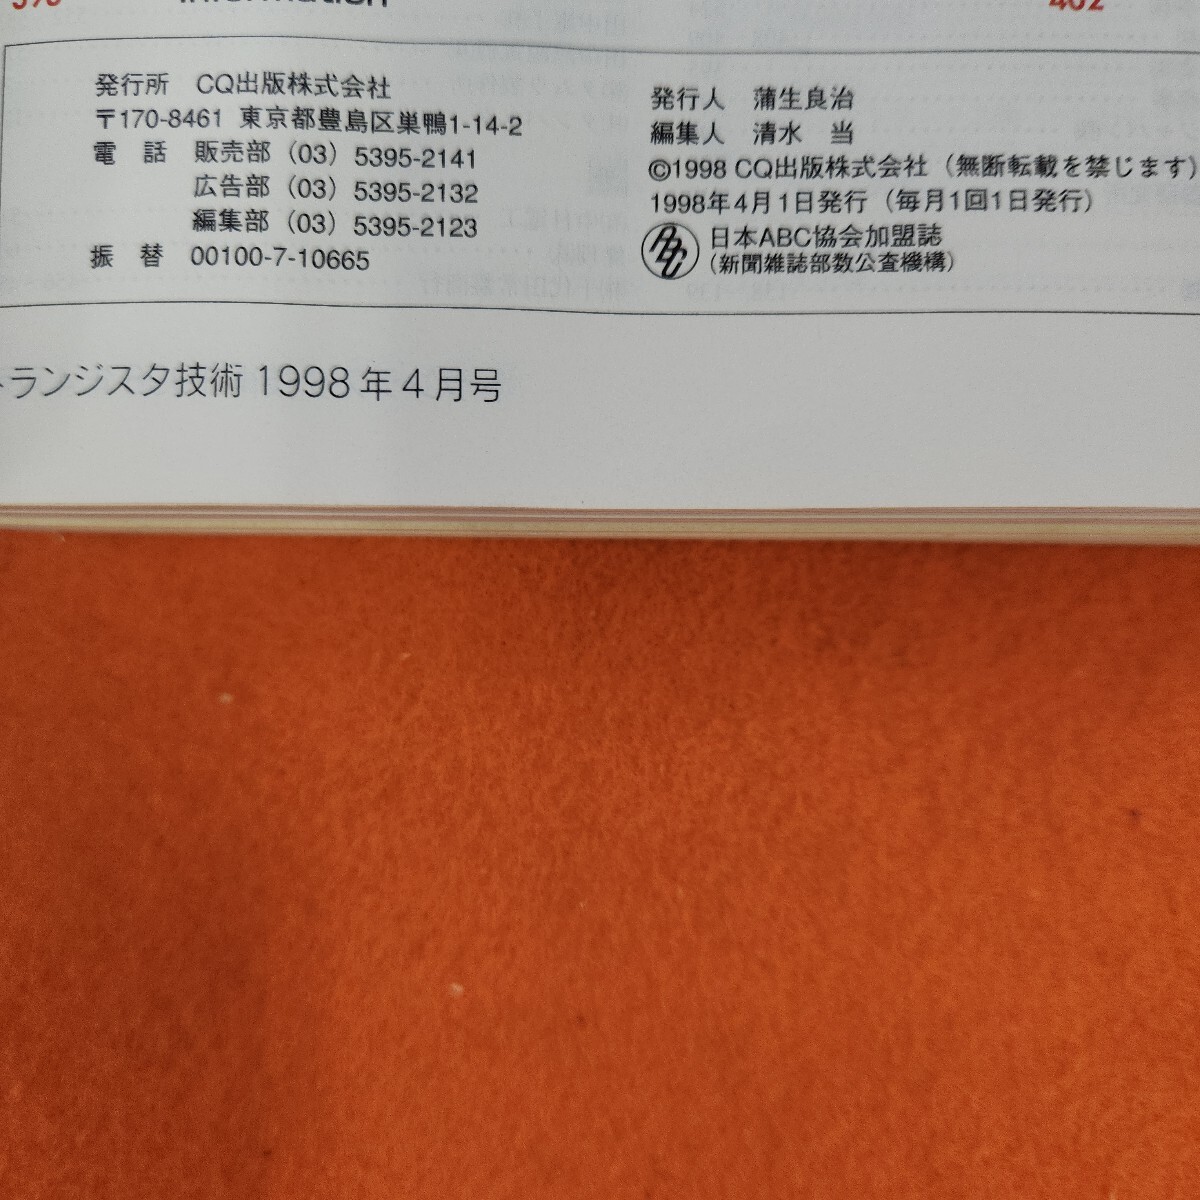 Information
発行所 CQ出版株式会社
〒170-8461 東京都豊島区巣鴨1-14-2
電 話 販売部（03）5395-2141
広告部（03）5395-2132
編集部（03）5395-2123
振 替 00100-7-10665
発行人 蒲生良治
編集人 清水 当
©1998 CQ出版株式会社（無断転載を禁じます）
1998年4月1日発行（毎月1回1日発行）
ABC 日本ABC協会加盟誌
（新聞雑誌部数公査機構）
トランジスタ技術 1998年4月号